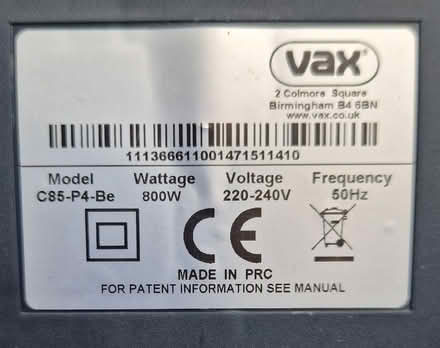 vax
2 Colmore Square
Birmingham B4 6BN
www.vax.co.uk
111366611001471511410
Model Wattage Voltage Frequency
C85-P4-Be 800W 220-240V 50Hz
CE
MADE IN PRC
FOR PATENT INFORMATION SEE MANUAL